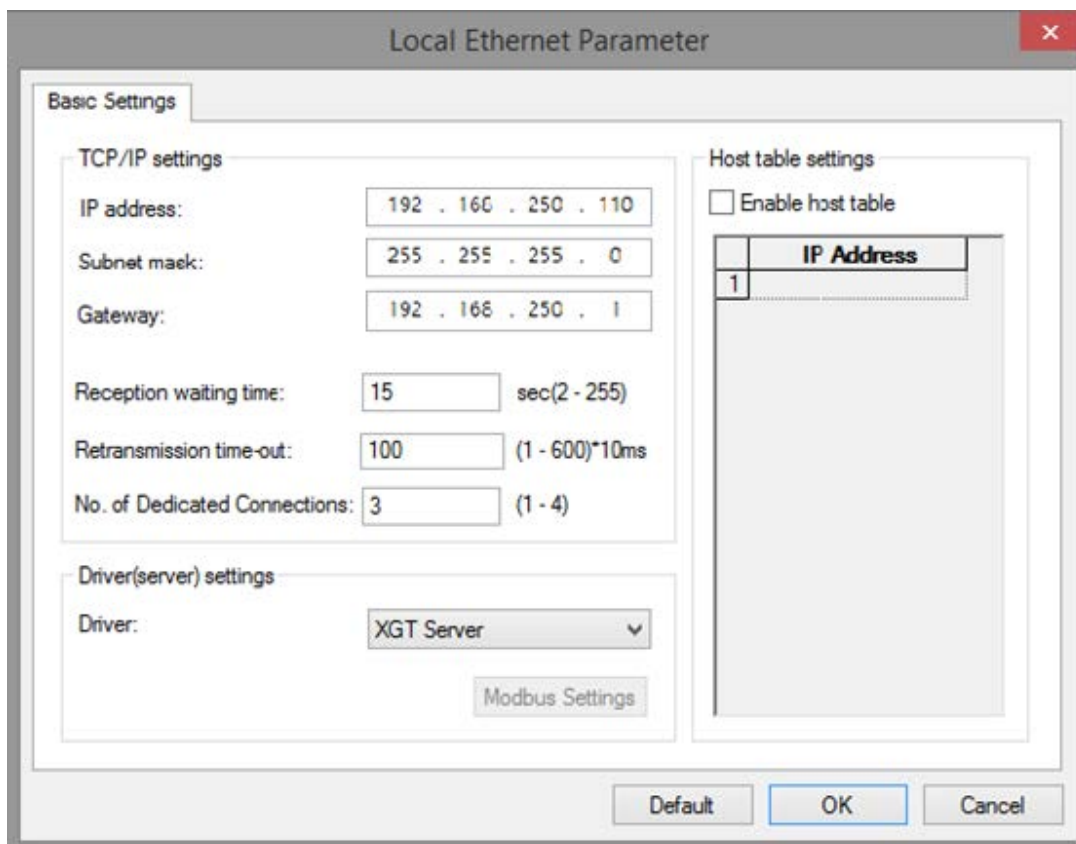 Local Ethernet Parameter
Basic Settings
TCP/IP settings
IP address: 192 . 168 . 250 . 110
Subnet mask: 255 . 255 . 255 . 0
Gateway: 192 . 168 . 250 . 1
Reception waiting time: 15 sec(2 - 255)
Retransmission time-out: 100 (1 - 600)*10ms
No. of Dedicated Connections: 3 (1 - 4)
Driver(server) settings
Driver: XGT Server
Modbus Settings
Host table settings
Enable host table
IP Address
1
Default OK Cancel